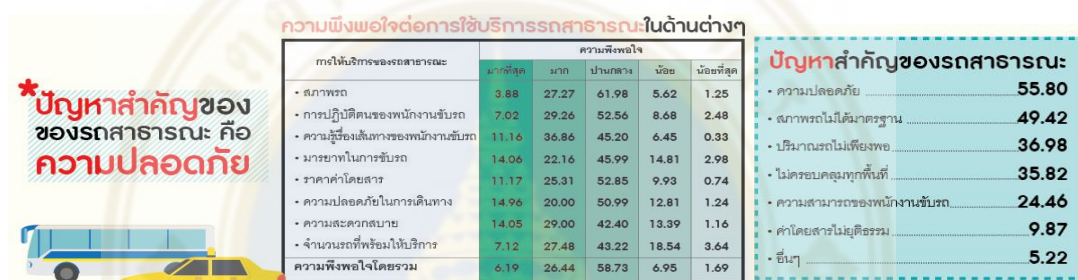 ความพึงพอใจต่อการใช้บริการรถสาธารณะในด้านต่างๆ
*ปัญหาสำคัญของ
ของรถสาธารณะ คือ
ความปลอดภัย
การให้บริการของรถสาธารณะ ความพึงพอใจ
มากที่สุด มาก ปานกลาง น้อย น้อยที่สุด
• สภาพรถ 3.88 27.27 61.98 5.62 1.25
• การปฏิบัติตนของพนักงานขับรถ 7.02 29.26 52.56 8.68 2.48
• ความรู้เรื่องเส้นทางของพนักงานขับรถ 11.16 36.86 45.20 6.45 0.33
• มารยาทในการขับรถ 14.06 22.16 45.99 14.81 2.98
• ราคาค่าโดยสาร 11.17 25.31 52.85 9.93 0.74
• ความปลอดภัยในการเดินทาง 14.96 20.00 50.99 12.81 1.24
• ความสะดวกสบาย 14.05 29.00 42.40 13.39 1.16
• จำนวนรถที่พร้อมให้บริการ 7.12 27.48 43.22 18.54 3.64
ความพึงพอใจโดยรวม 6.19 26.44 58.73 6.95 1.69
ปัญหาสำคัญของรถสาธารณะ
• ความปลอดภัย 55.80
• สภาพรถไม่ได้มาตรฐาน 49.42
• ปริมาณรถไม่เพียงพอ 36.98
• ไม่ครอบคลุมทุกพื้นที่ 35.82
• ความสามารถของพนักงานขับรถ 24.46
• ค่าโดยสารไม่ยุติธรรม 9.87
• อื่นๆ 5.22